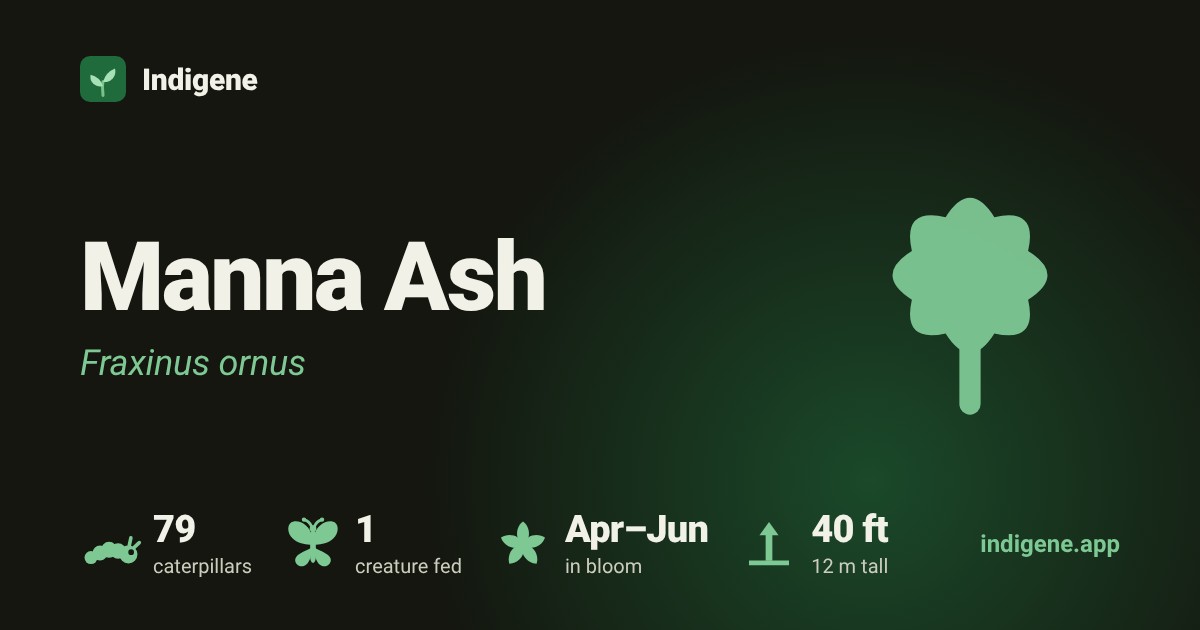 Indigene
Manna Ash
Fraxinus ornus
79
caterpillars
1
creature fed
Apr–Jun
in bloom
40 ft
12 m tall
indigene.app